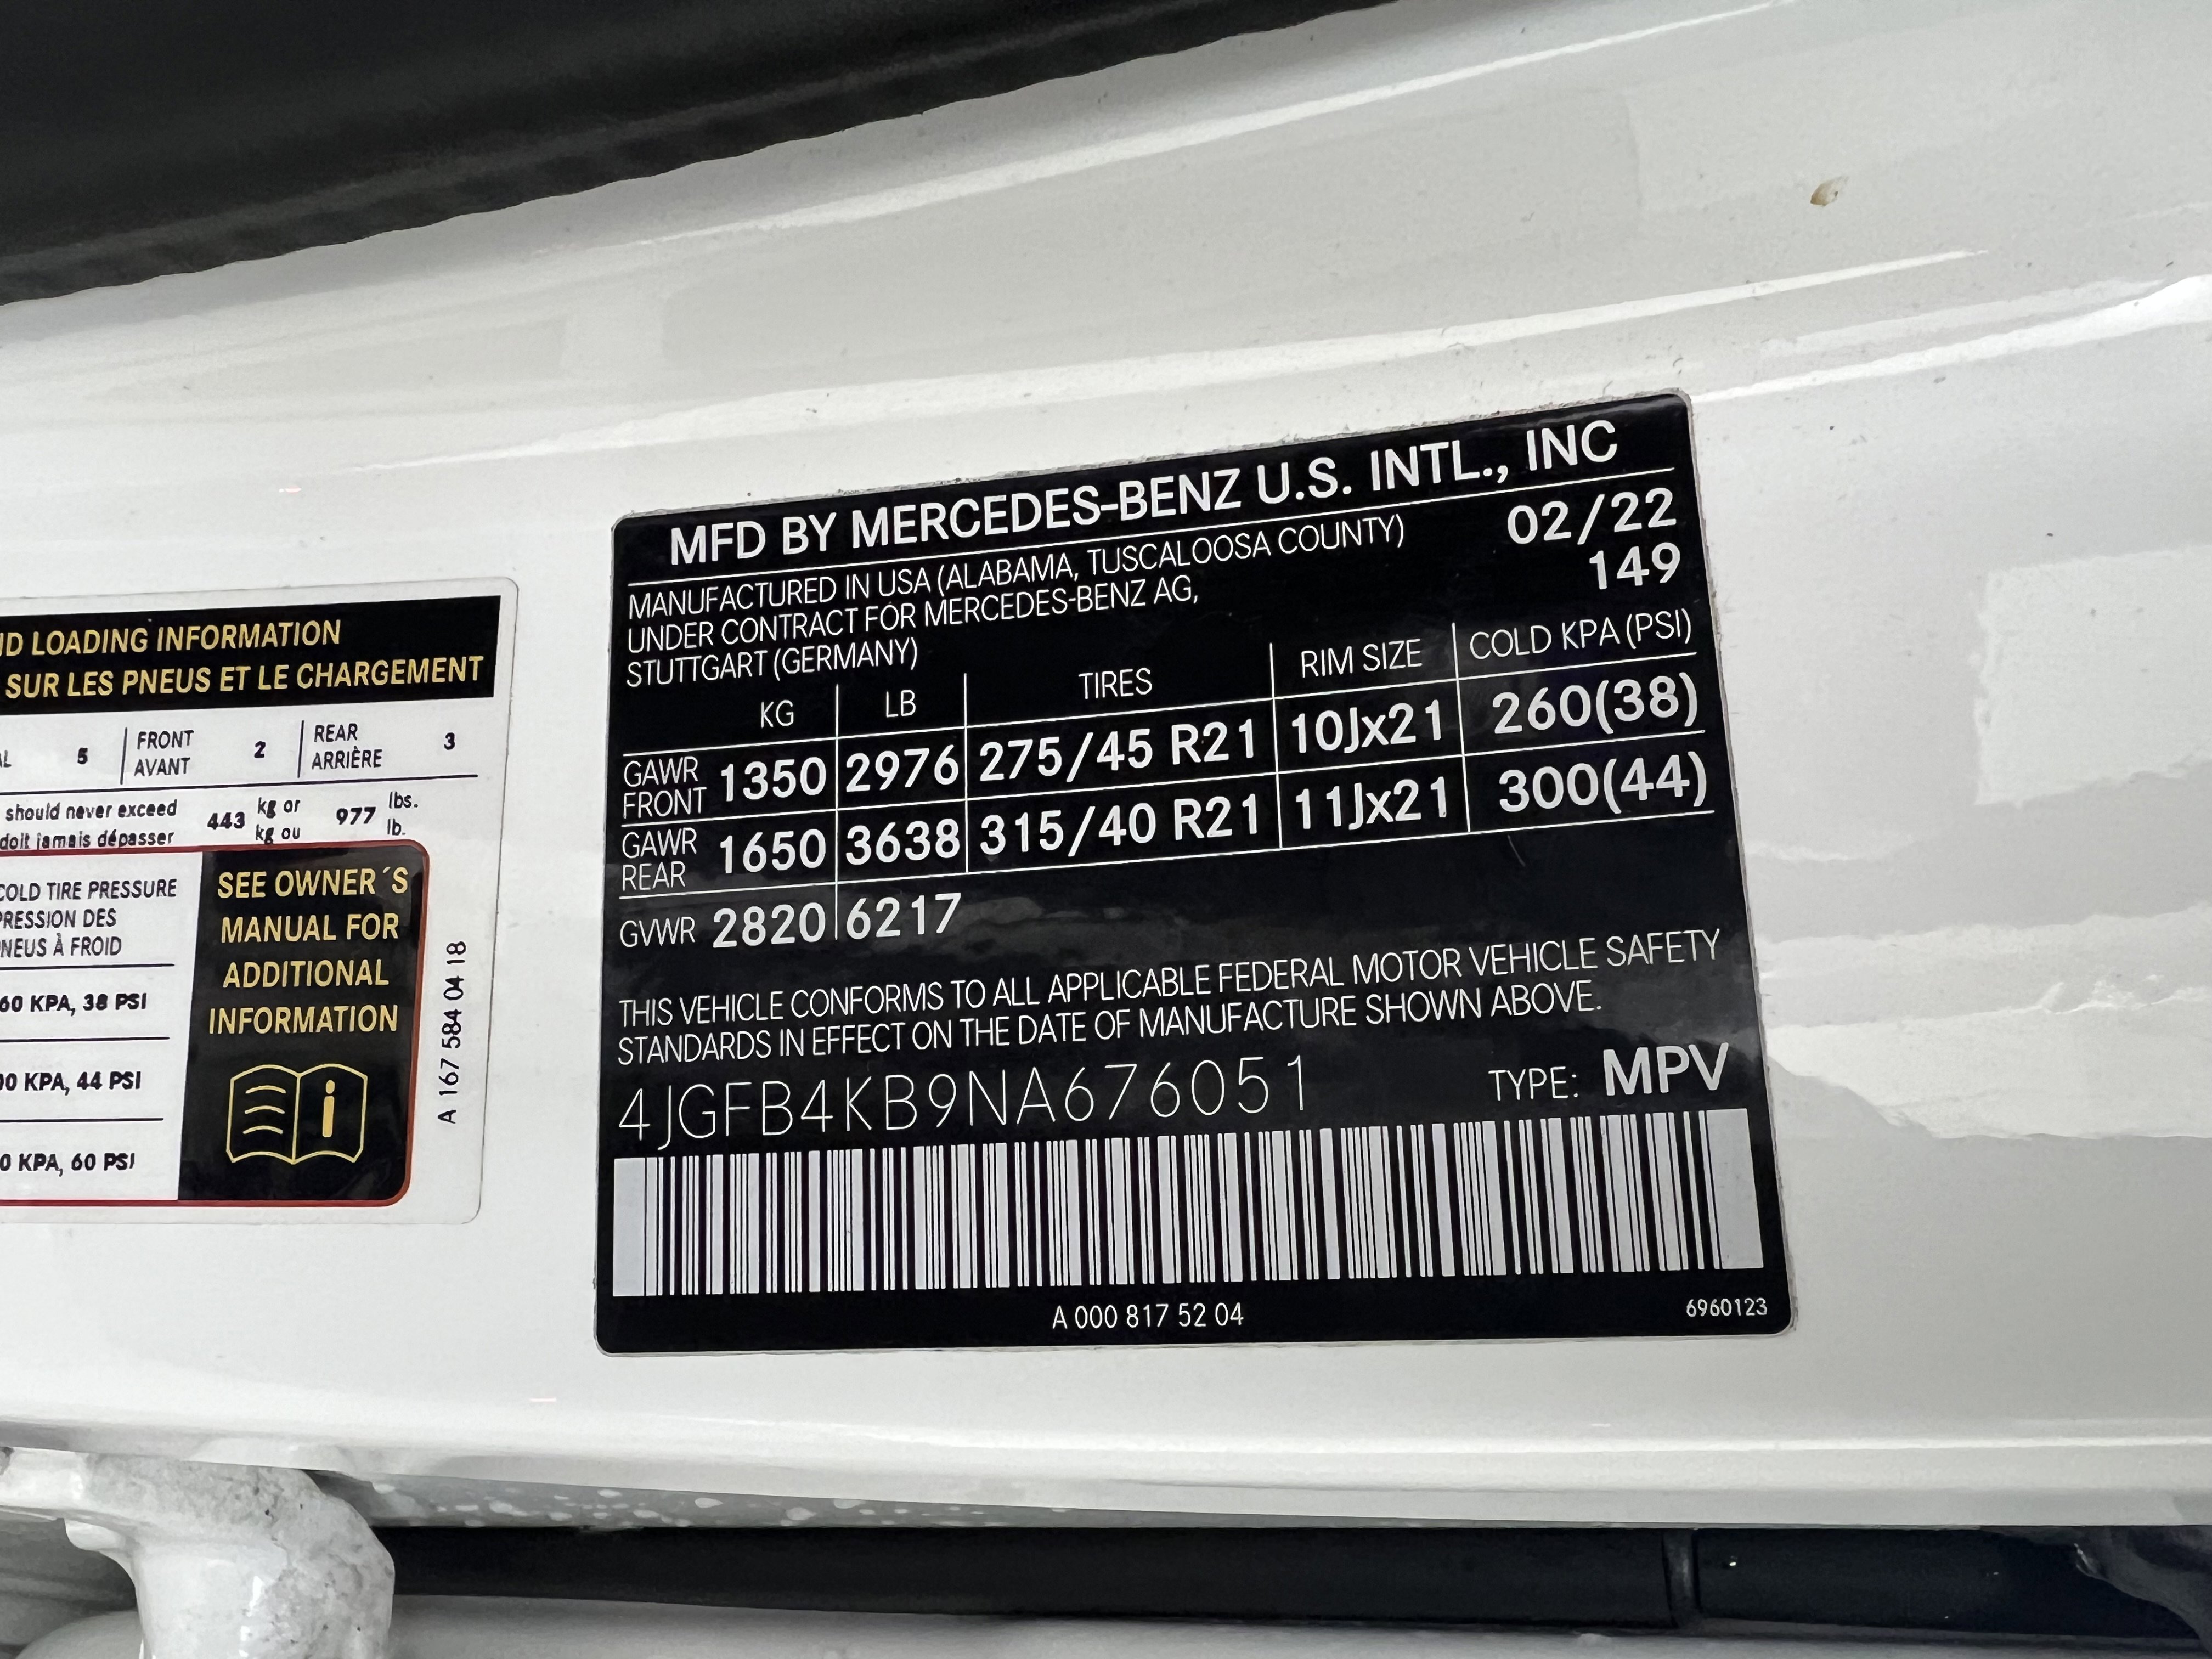 ND LOADING INFORMATION
SUR LES PNEUS ET LE CHARGEMENT
5 FRONT AVANT 2 REAR ARRIÈRE 3
should never exceed 443 kg or 977 lbs.
doit jamais dépasser kg ou lb.
COLD TIRE PRESSURE
PRESSION DES
PNEUS À FROID
60 KPA, 38 PSI
00 KPA, 44 PSI
0 KPA, 60 PSI
SEE OWNER´S
MANUAL FOR
ADDITIONAL
INFORMATION
A 167 584 04 18
MFD BY MERCEDES-BENZ U.S. INTL., INC
MANUFACTURED IN USA (ALABAMA, TUSCALOOSA COUNTY) 02/22
UNDER CONTRACT FOR MERCEDES-BENZ AG, 149
STUTTGART (GERMANY)
KG LB TIRES RIM SIZE COLD KPA (PSI)
GAWR FRONT 1350 2976 275/45 R21 10Jx21 260(38)
GAWR REAR 1650 3638 315/40 R21 11Jx21 300(44)
GVWR 2820 6217
THIS VEHICLE CONFORMS TO ALL APPLICABLE FEDERAL MOTOR VEHICLE SAFETY
STANDARDS IN EFFECT ON THE DATE OF MANUFACTURE SHOWN ABOVE.
4JGFB4KB9NA676051 TYPE: MPV
A 000 817 52 04 6960123